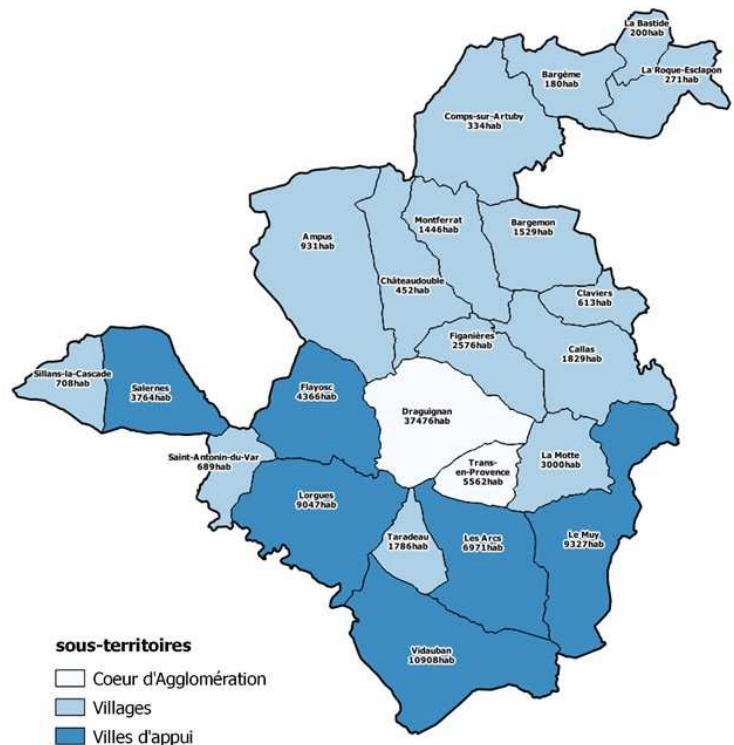 La Bastide
200hab
La Roque-Esclapon
271hab
Bargème
180hab
Comps-sur-Artuby
334hab
Montferrat
1446hab
Bargemon
1529hab
Ampus
931hab
Châteaudouble
452hab
Claviers
613hab
Figanières
2576hab
Callas
1829hab
Sillans-la-Cascade
708hab
Salernes
3764hab
Flayosc
4366hab
Draguignan
37476hab
Saint-Antonin-du-Var
689hab
Trans-
en-Provence
5562hab
La Motte
3000hab
Lorgues
9047hab
Taradeau
1786hab
Les Arcs
6971hab
Le Muy
9327hab
Vidauban
10908hab
sous-territoires
Coeur d'Agglomération
Villages
Villes d'appui